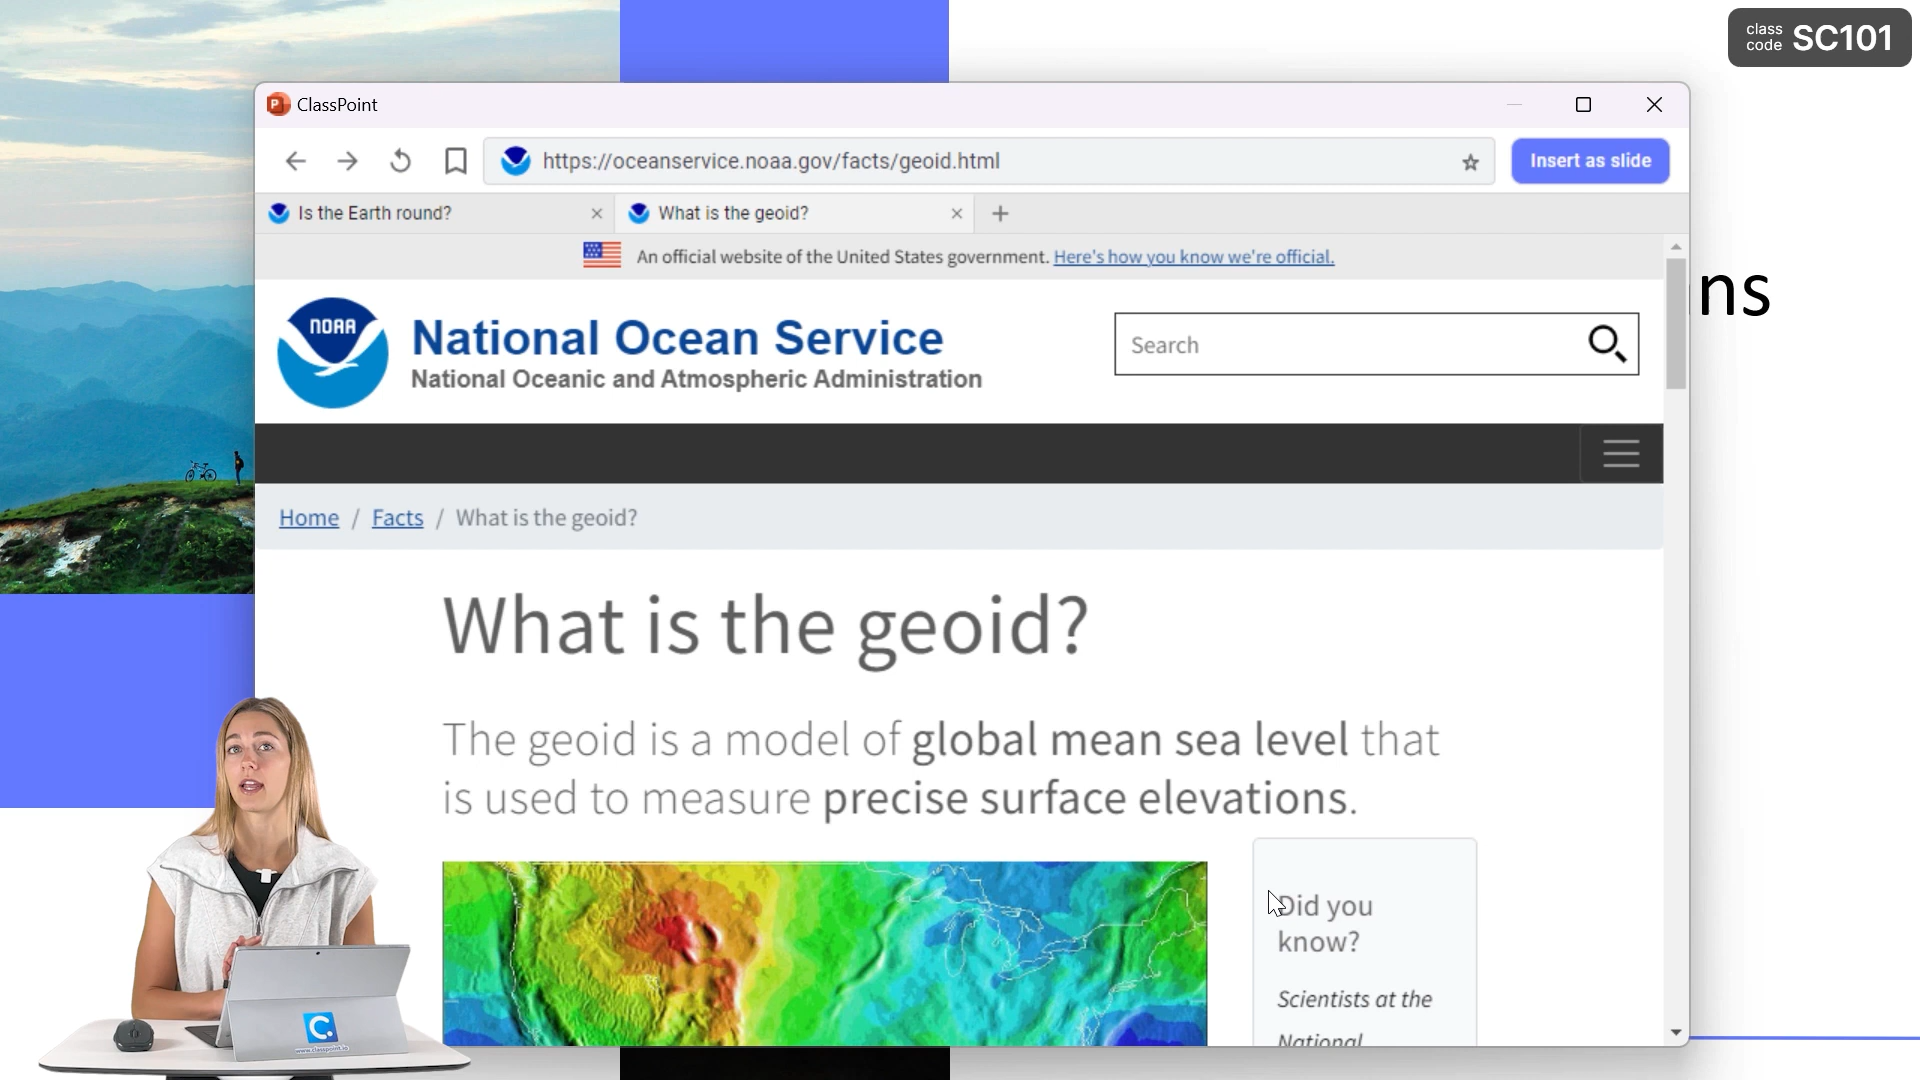 class
code SC101
ClassPoint
https://oceanservice.noaa.gov/facts/geoid.html
Insert as slide
Is the Earth round?
What is the geoid?
An official website of the United States government. Here's how you know we're official.
ns
NOAA
National Ocean Service
National Oceanic and Atmospheric Administration
Search
Home / Facts / What is the geoid?
What is the geoid?
The geoid is a model of global mean sea level that
is used to measure precise surface elevations.
Did you
know?
Scientists at the
National
C.
www.classpoint.io